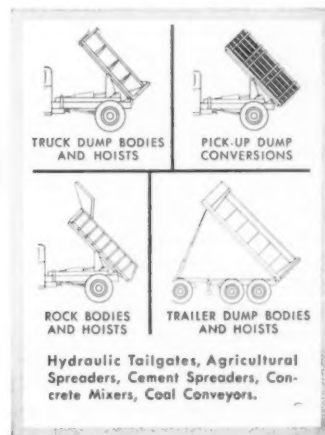 TRUCK DUMP BODIES
AND HOISTS
PICK-UP DUMP
CONVERSIONS
ROCK BODIES
AND HOISTS
TRAILER DUMP BODIES
AND HOISTS
Hydraulic Tailgates, Agricultural
Spreaders, Cement Spreaders, Con-
crete Mixers, Coal Conveyors.